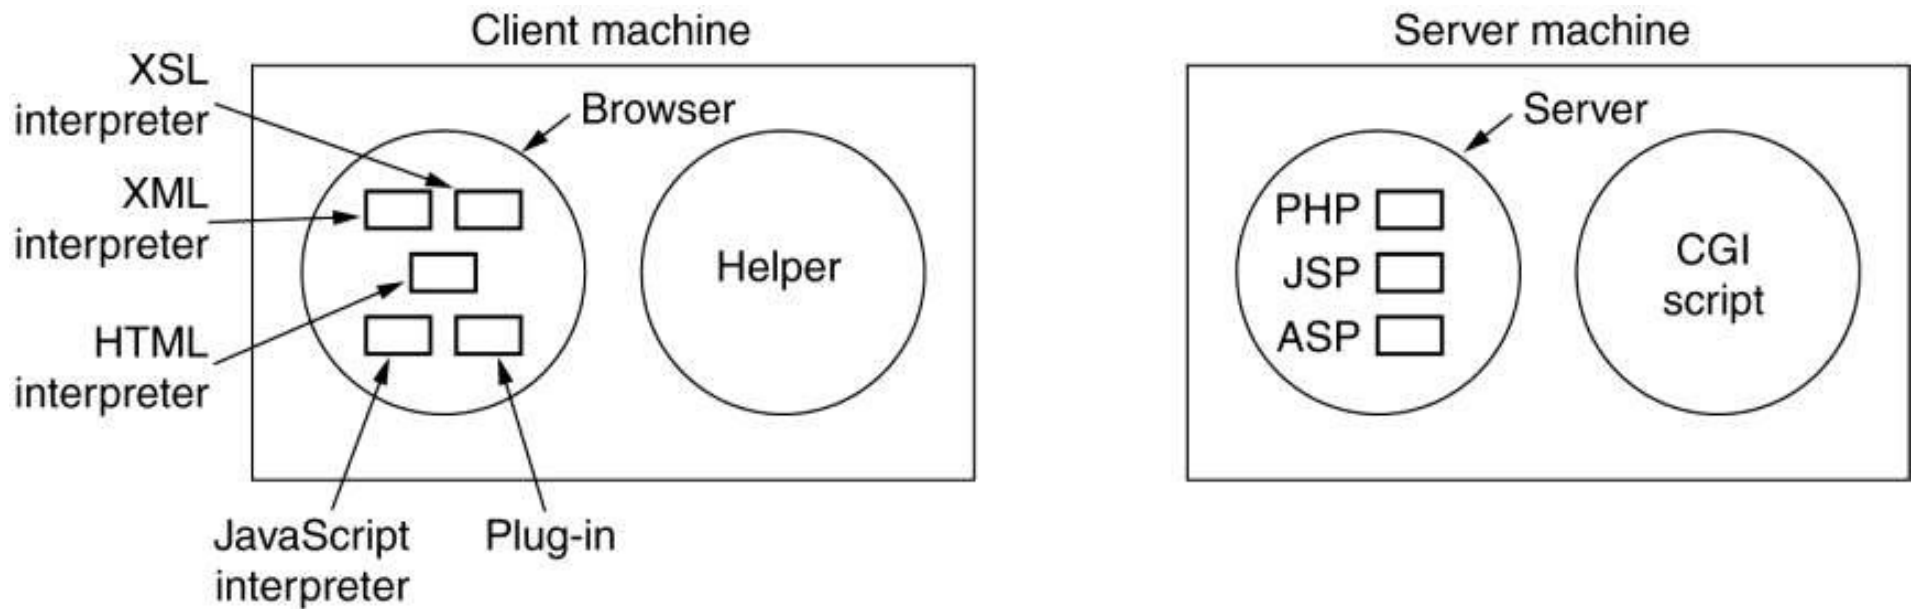 Client machine
Server machine
XSL
interpreter
Browser
XML
interpreter
HTML
interpreter
Helper
JavaScript
interpreter
Plug-in
Server
PHP
JSP
ASP
CGI
script